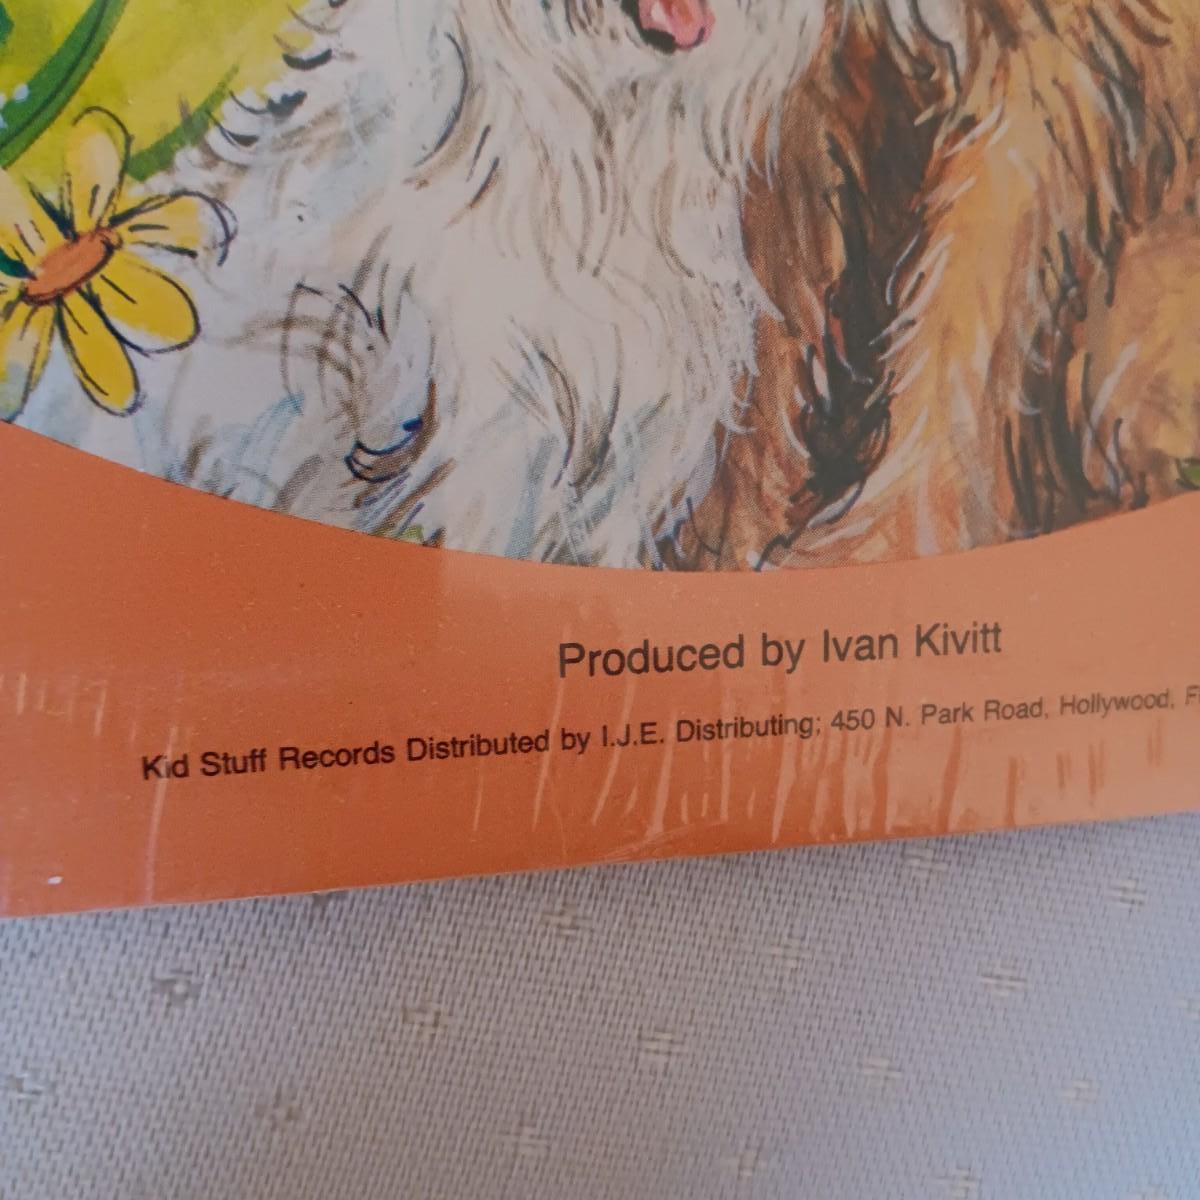 Produced by Ivan Kivitt
Kid Stuff Records Distributed by I.J.E. Distributing; 450 N. Park Road, Hollywood,